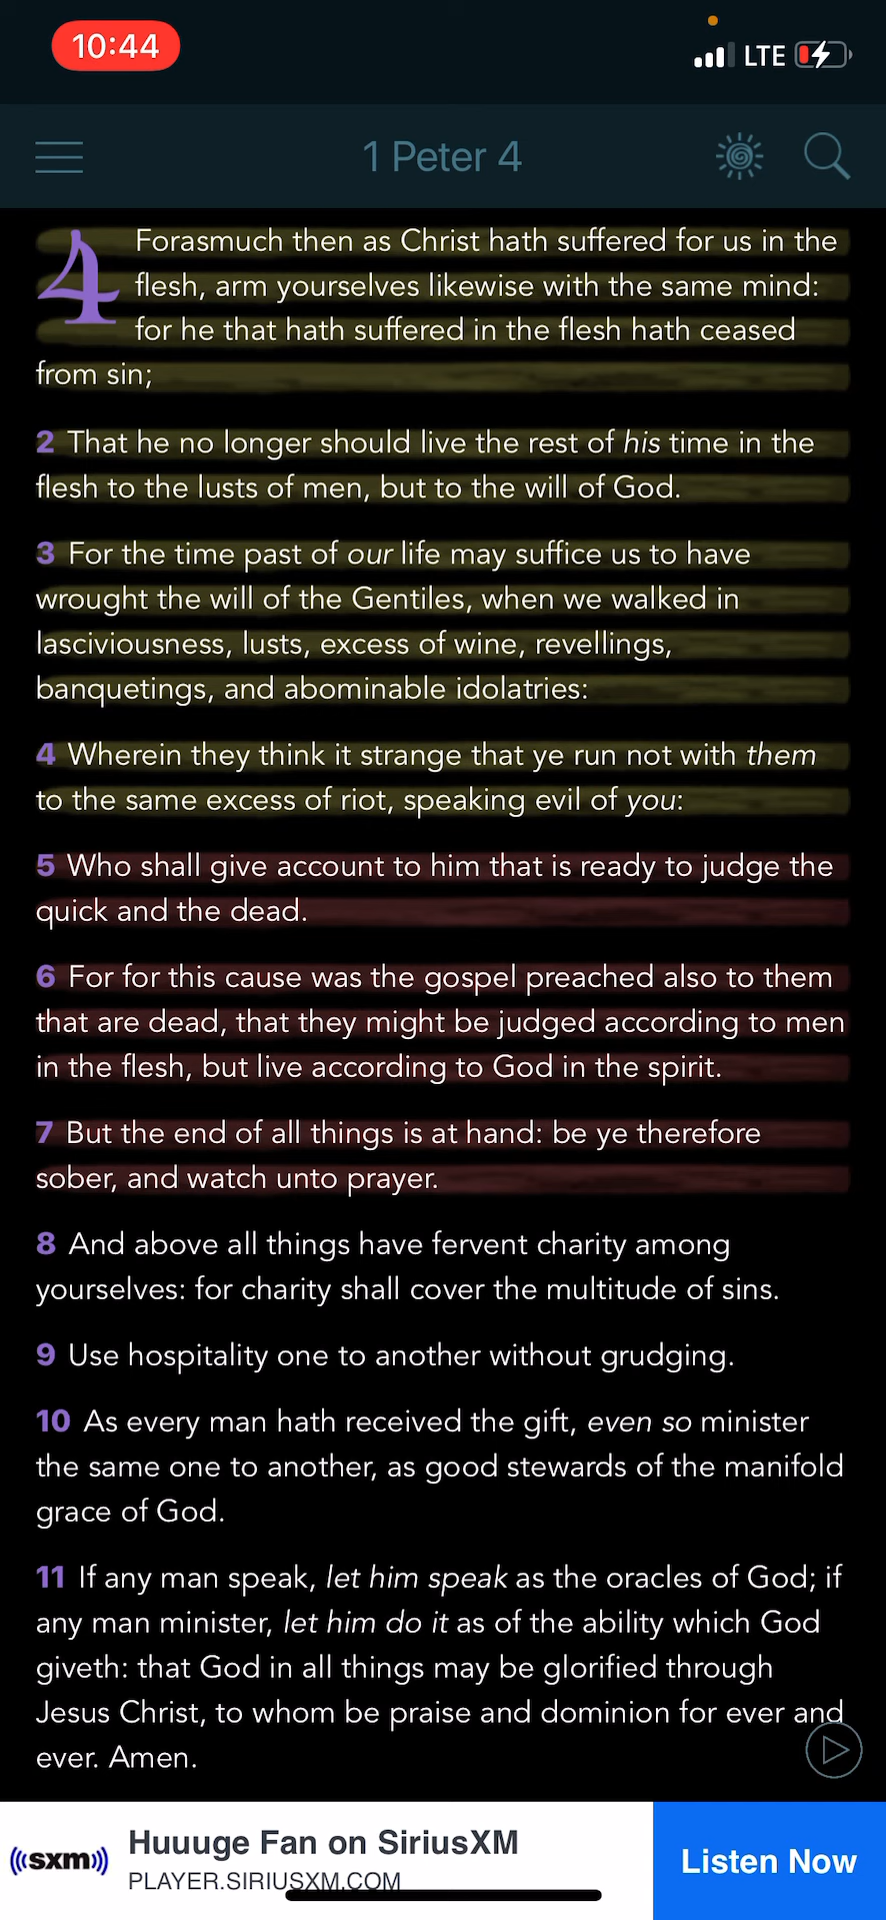 10:44
LTE
1 Peter 4
4 Forasmuch then as Christ hath suffered for us in the
flesh, arm yourselves likewise with the same mind:
for he that hath suffered in the flesh hath ceased
from sin;
2 That he no longer should live the rest of his time in the
flesh to the lusts of men, but to the will of God.
3 For the time past of our life may suffice us to have
wrought the will of the Gentiles, when we walked in
lasciviousness, lusts, excess of wine, revellings,
banquetings, and abominable idolatries:
4 Wherein they think it strange that ye run not with them
to the same excess of riot, speaking evil of you:
5 Who shall give account to him that is ready to judge the
quick and the dead.
6 For for this cause was the gospel preached also to them
that are dead, that they might be judged according to men
in the flesh, but live according to God in the spirit.
7 But the end of all things is at hand: be ye therefore
sober, and watch unto prayer.
8 And above all things have fervent charity among
yourselves: for charity shall cover the multitude of sins.
9 Use hospitality one to another without grudging.
10 As every man hath received the gift, even so minister
the same one to another, as good stewards of the manifold
grace of God.
11 If any man speak, let him speak as the oracles of God; if
any man minister, let him do it as of the ability which God
giveth: that God in all things may be glorified through
Jesus Christ, to whom be praise and dominion for ever and
ever. Amen.
((sxm))
Huuuge Fan on SiriusXM
PLAYER.SIRIUSXM.COM
Listen Now